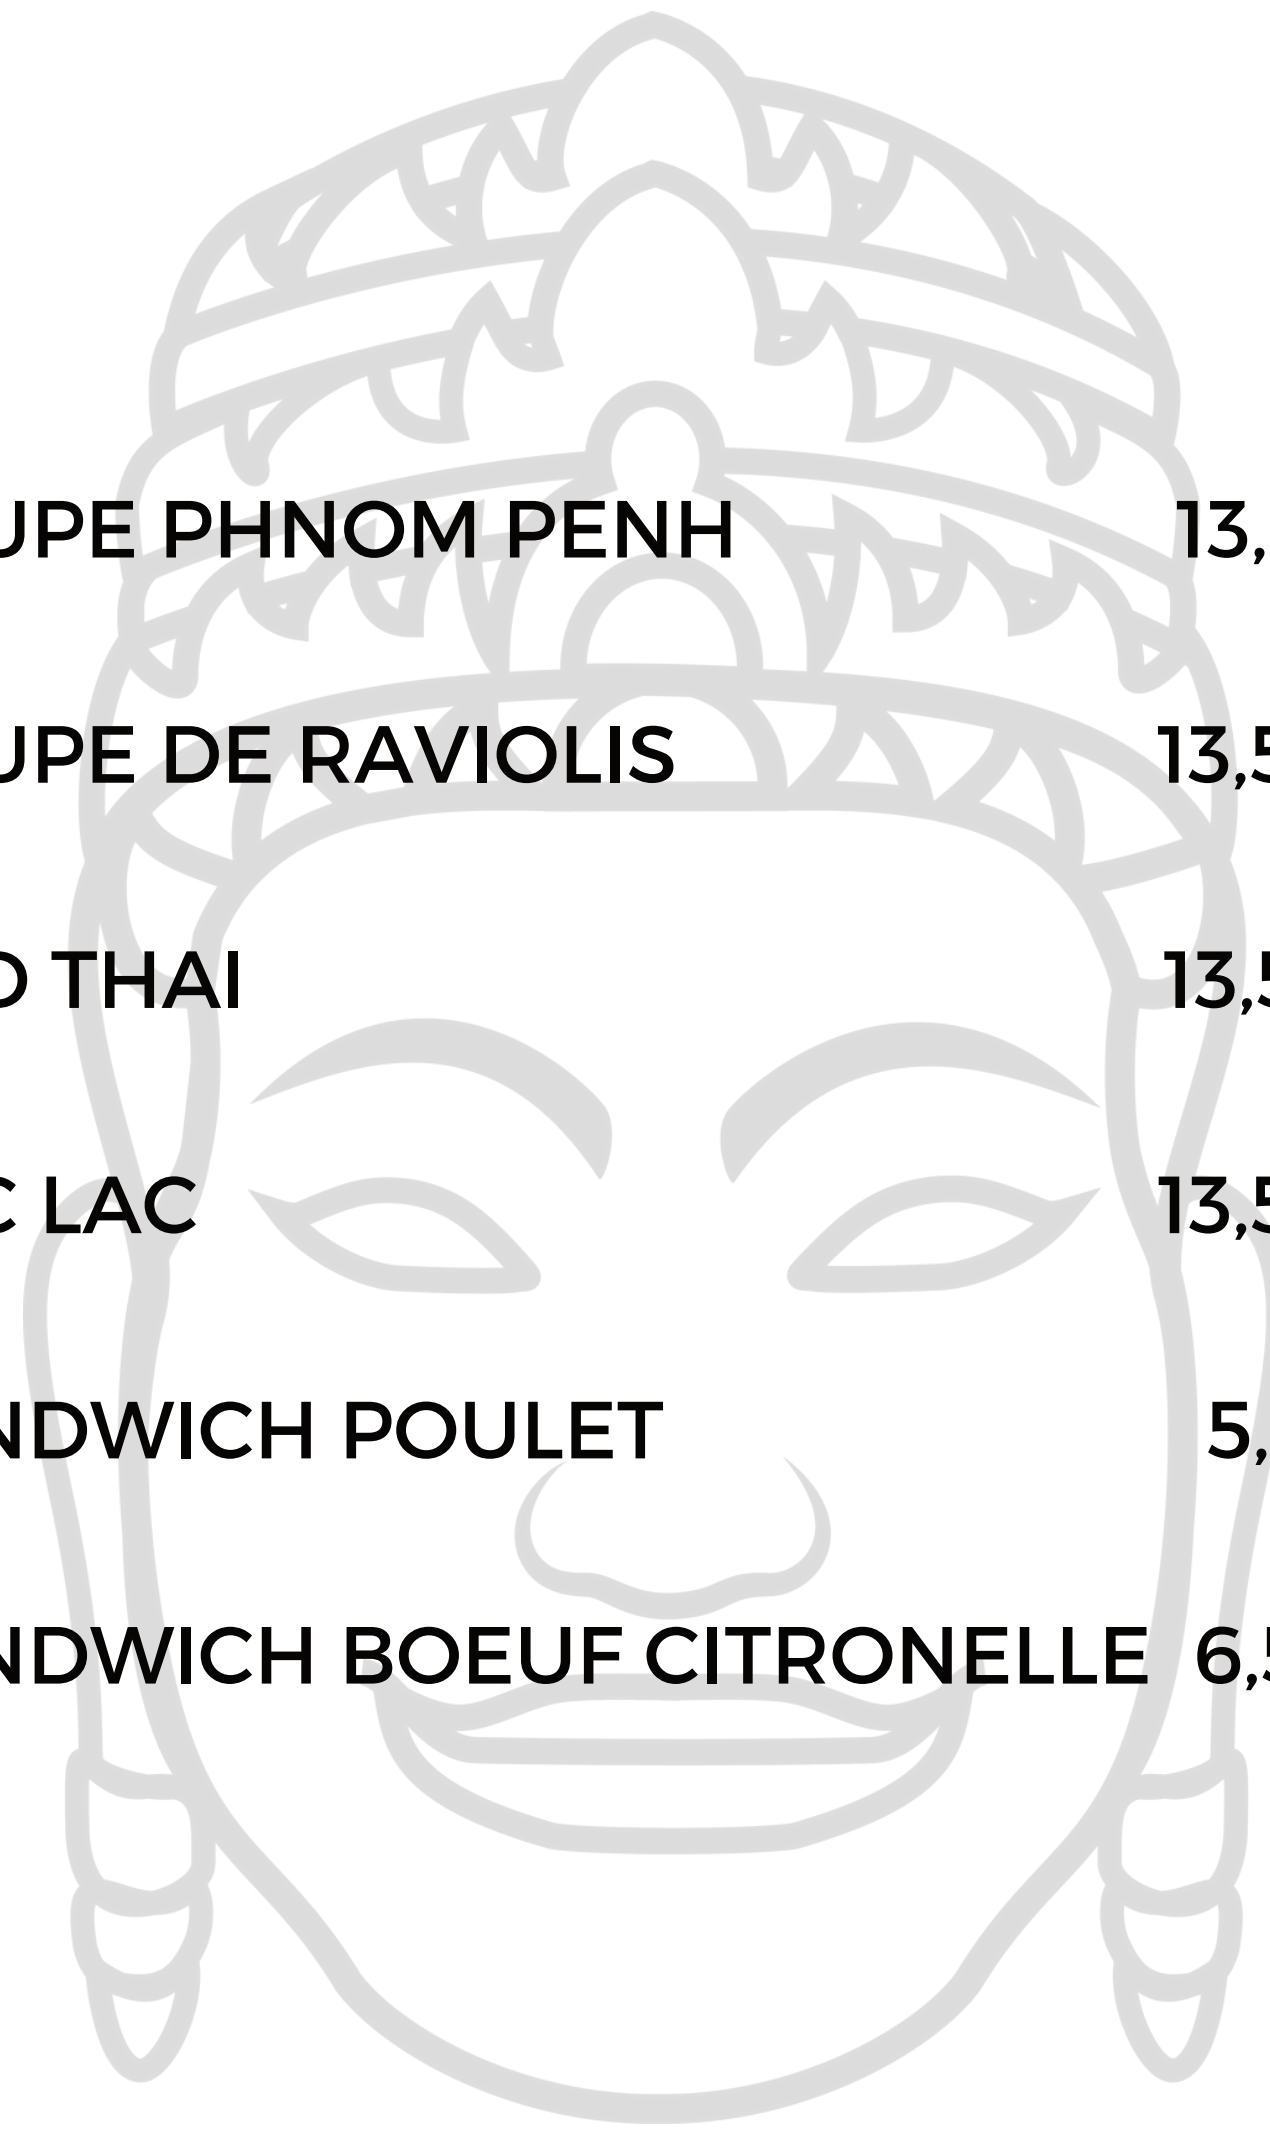 UPE PHNOM PENH 13,
UPE DE RAVIOLIS 13,5
THAI 13,5
C LAC 13,5
NDWICH POULET 5,
NDWICH BOEUF CITRONELLE 6,5